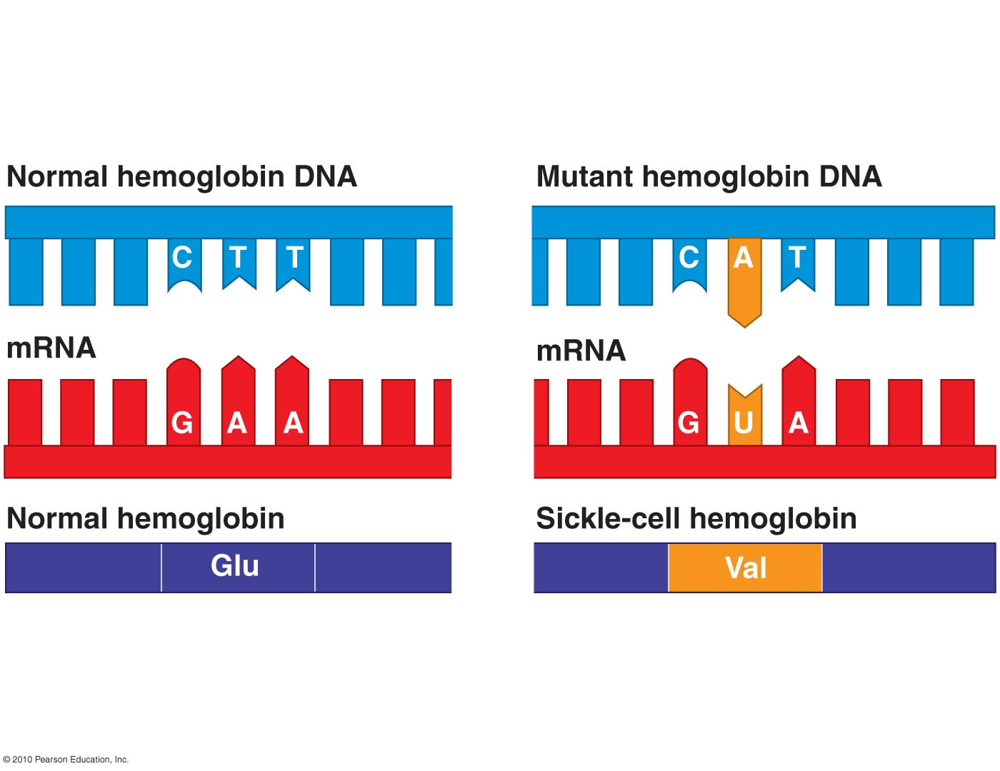 Normal hemoglobin DNA
C T T
mRNA
G A A
Normal hemoglobin
Glu
Mutant hemoglobin DNA
C A T
mRNA
G U A
Sickle-cell hemoglobin
Val
© 2010 Pearson Education, Inc.